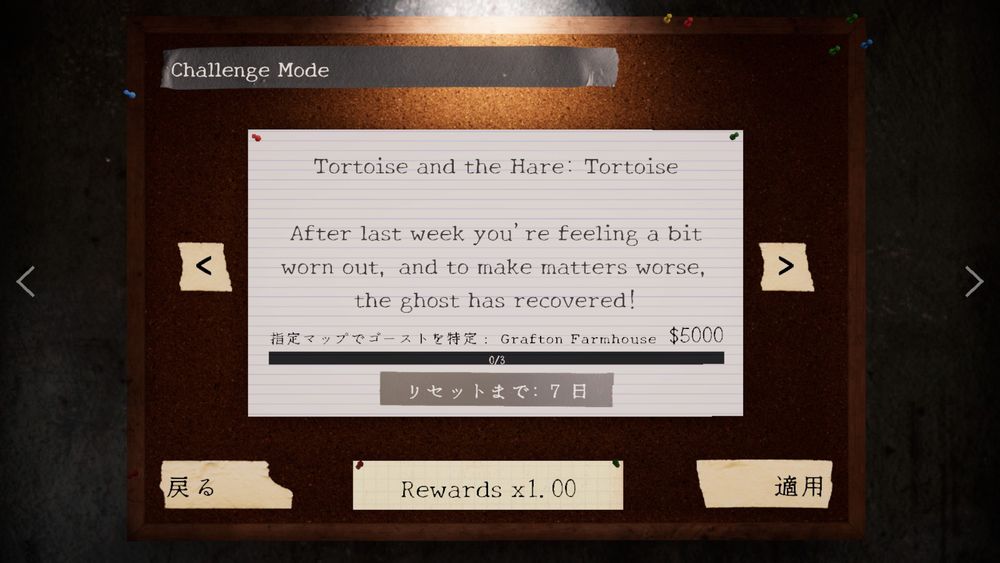 Challenge Mode
Tortoise and the Hare: Tortoise
After last week you're feeling a bit
worn out, and to make matters worse,
the ghost has recovered!
指定マップでゴーストを特定: Grafton Farmhouse $5000
0/3
<
>
リセットまで: 7 日
戻る
Rewards x1.00
適用